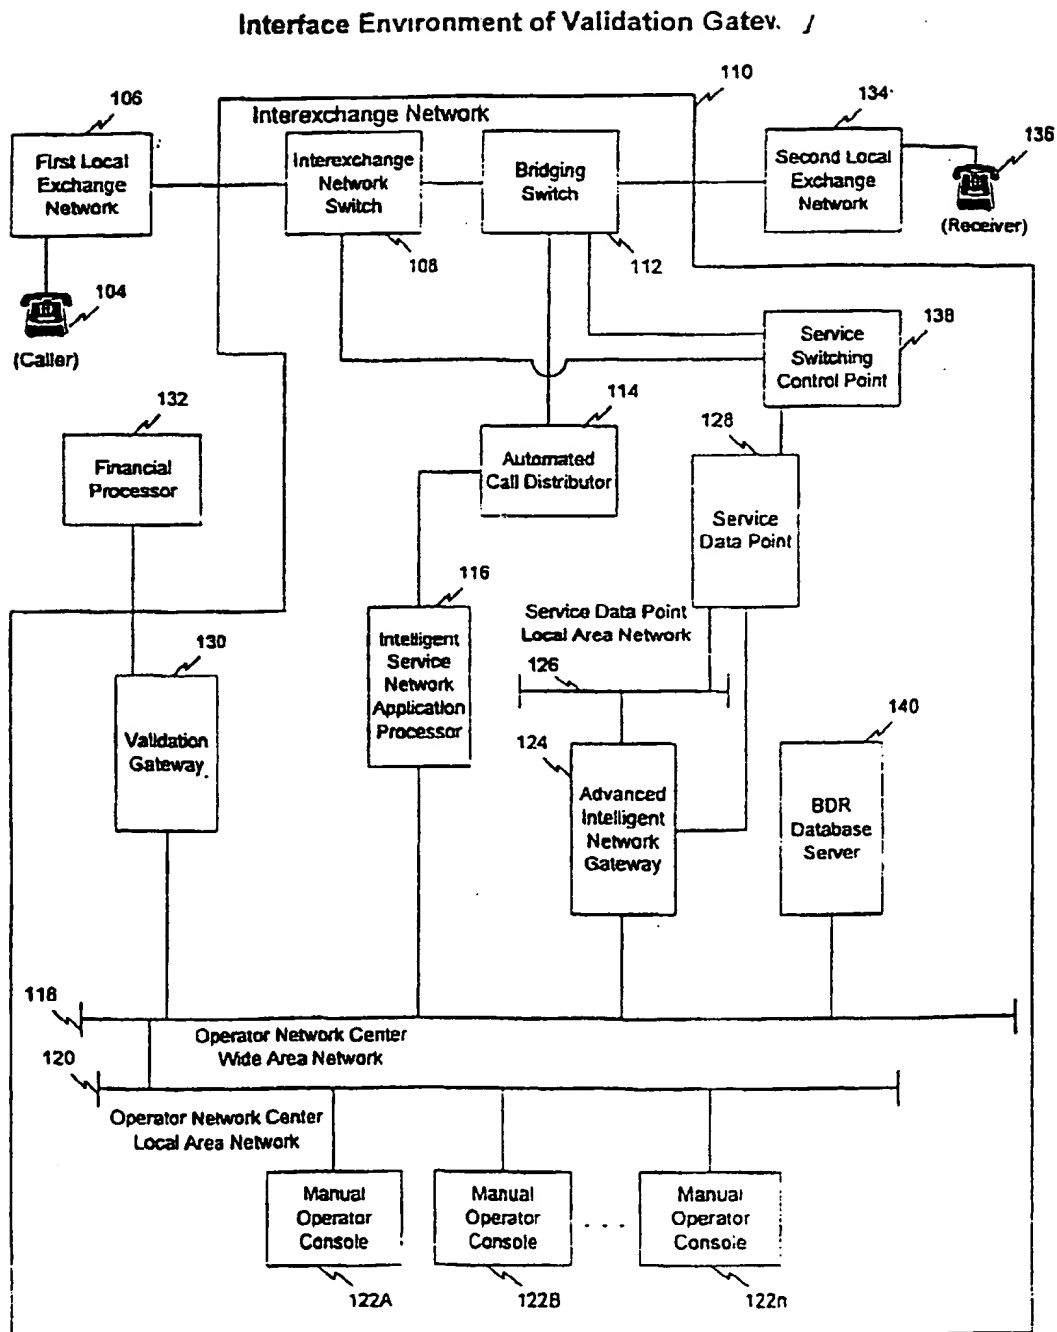 Interface Environment of Validation
110
106
134
136
Interexchange Network
First Local
Exchange
Network
Interexchange
Network
Switch
Bridging
Switch
Second Local
Exchange
Network
(Receiver)
108
112
104
(Caller)
138
Service
Switching
Control Point
132
114
128
Financial
Processor
Automated
Call Distributor
Service
Data Point
116
Service Data Point
Local Area Network
130
Intelligent
Service
Network
Application
Processor
126
140
Validation
Gateway
124
Advanced
Intelligent
Network
Gateway
BDR
Database
Server
118
Operator Network Center
Wide Area Network
120
Operator Network Center
Local Area Network
Manual
Operator
Console
Manual
Operator
Console
. . .
Manual
Operator
Console
122A
122B
122n